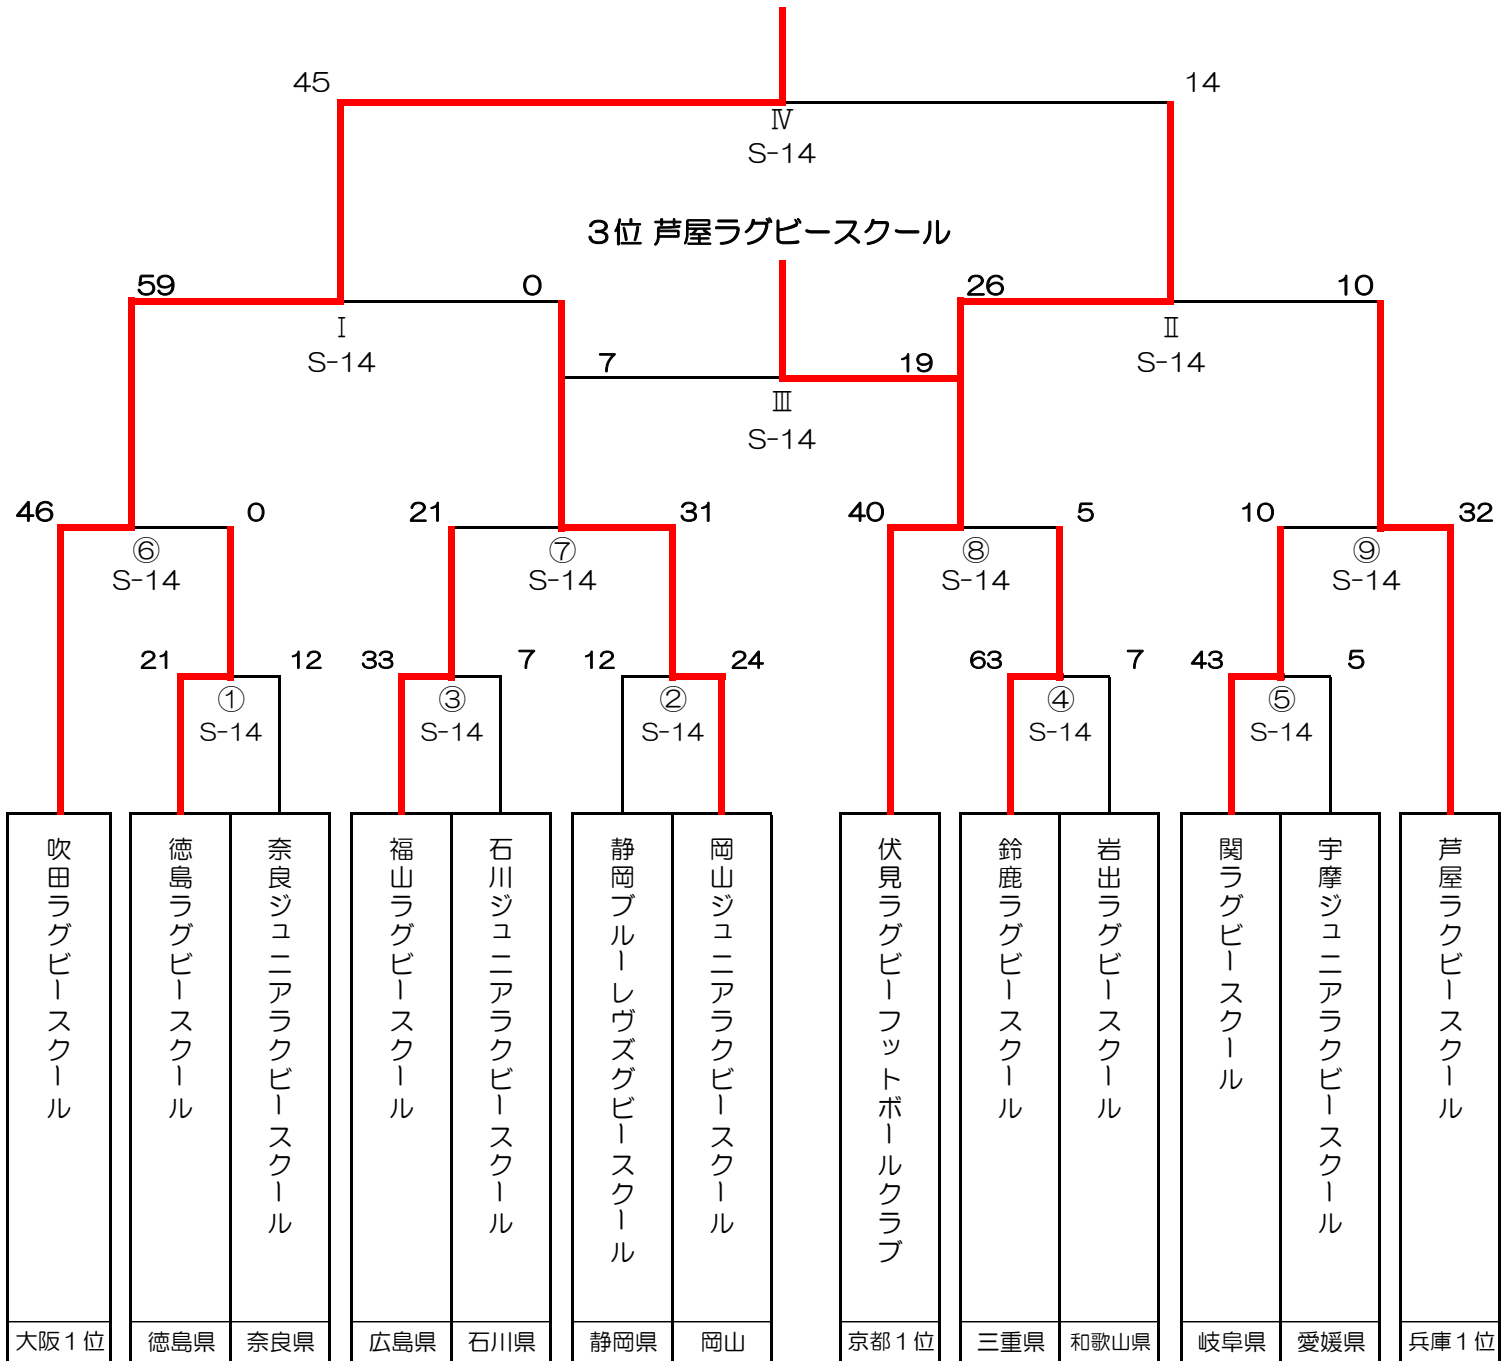 45
14
Ⅳ
S-14
３位 芦屋ラグビースクール
59
0
26
10
Ⅰ
S-14
7
19
Ⅱ
S-14
Ⅲ
S-14
46
0
21
31
40
5
10
32
⑥
S-14
⑦
S-14
⑧
S-14
⑨
S-14
21
12
33
7
12
24
63
7
43
5
①
S-14
③
S-14
②
S-14
④
S-14
⑤
S-14
吹田ラグビースクール
徳島ラグビースクール
奈良ジュニアラクビースクール
福山ラグビースクール
石川ジュニアラクビースクール
静岡ブルーレヴズグビースクール
岡山ジュニアラクビースクール
伏見ラグビーフットボールクラブ
鈴鹿ラグビースクール
岩出ラグビースクール
関ラグビースクール
宇摩ジュニアラクビースクール
芦屋ラクビースクール
大阪１位
徳島県
奈良県
広島県
石川県
静岡県
岡山
京都１位
三重県
和歌山県
岐阜県
愛媛県
兵庫１位